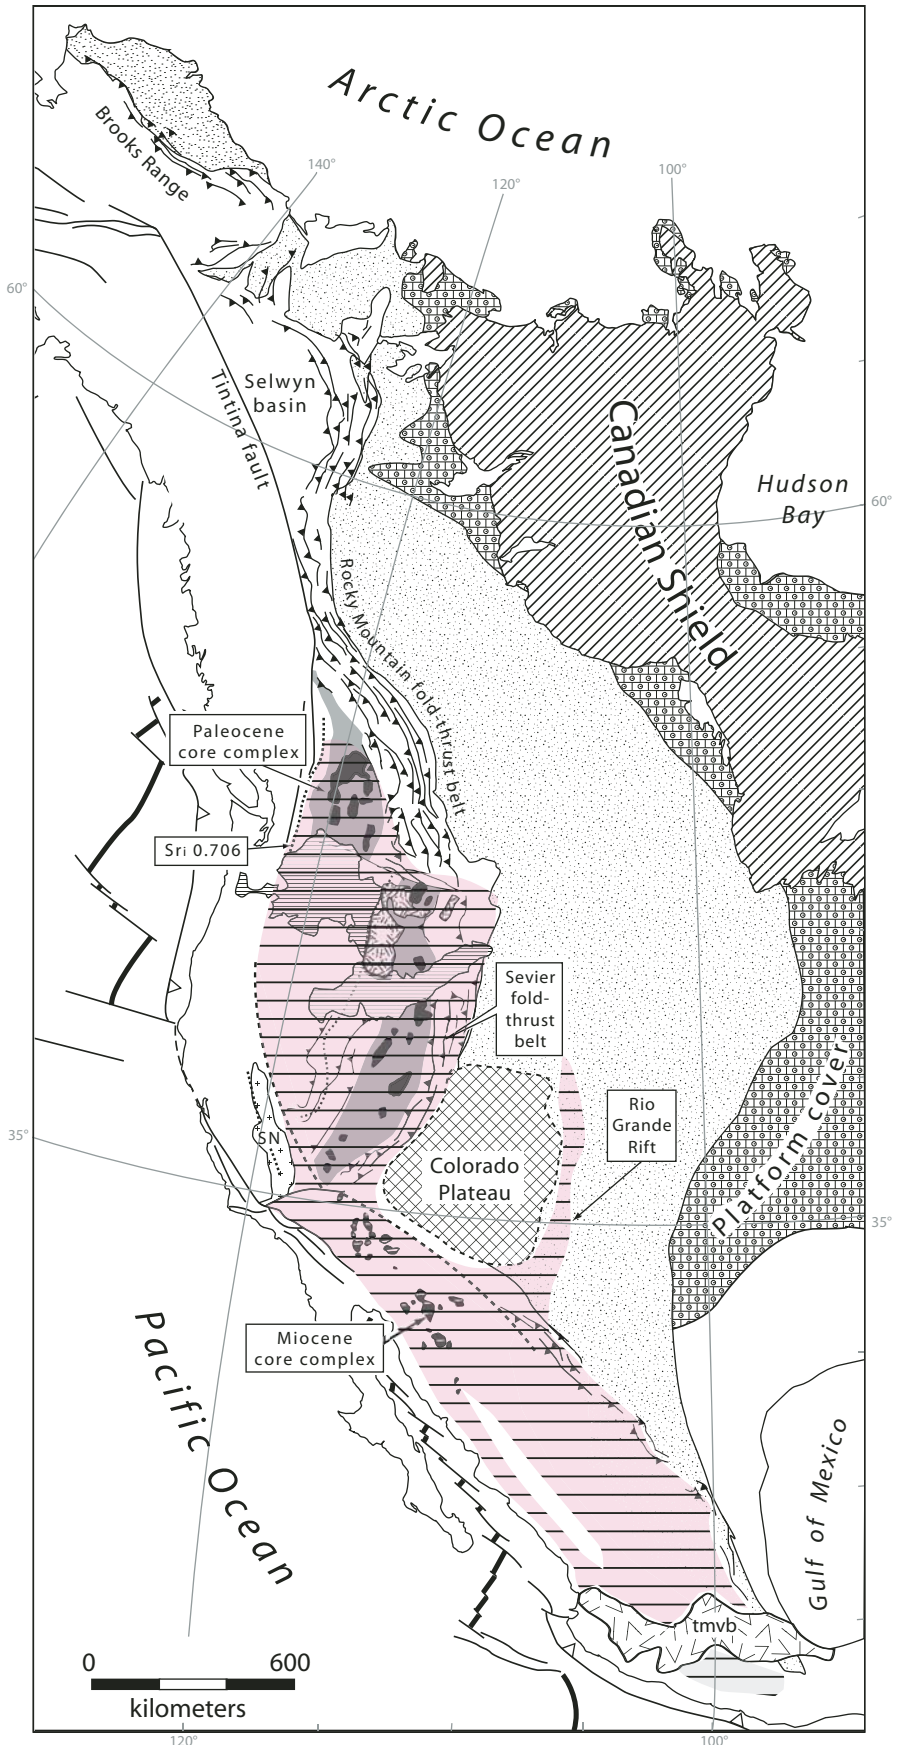 Arctic Ocean
Brooks Range
140°
120°
100°
60°
Tintina fault
Selwyn
basin
Canadian Shield
Hudson
Bay
60°
Rocky Mountain fold-thrust belt
Paleocene
core complex
Sri 0.706
Sevier
fold-
thrust
belt
Platform cover
Rio
Grande
Rift
35°
SN
Colorado
Plateau
35°
Miocene
core complex
Pacific Ocean
Gulf of Mexico
tmvb
0 600
kilometers
120°
100°